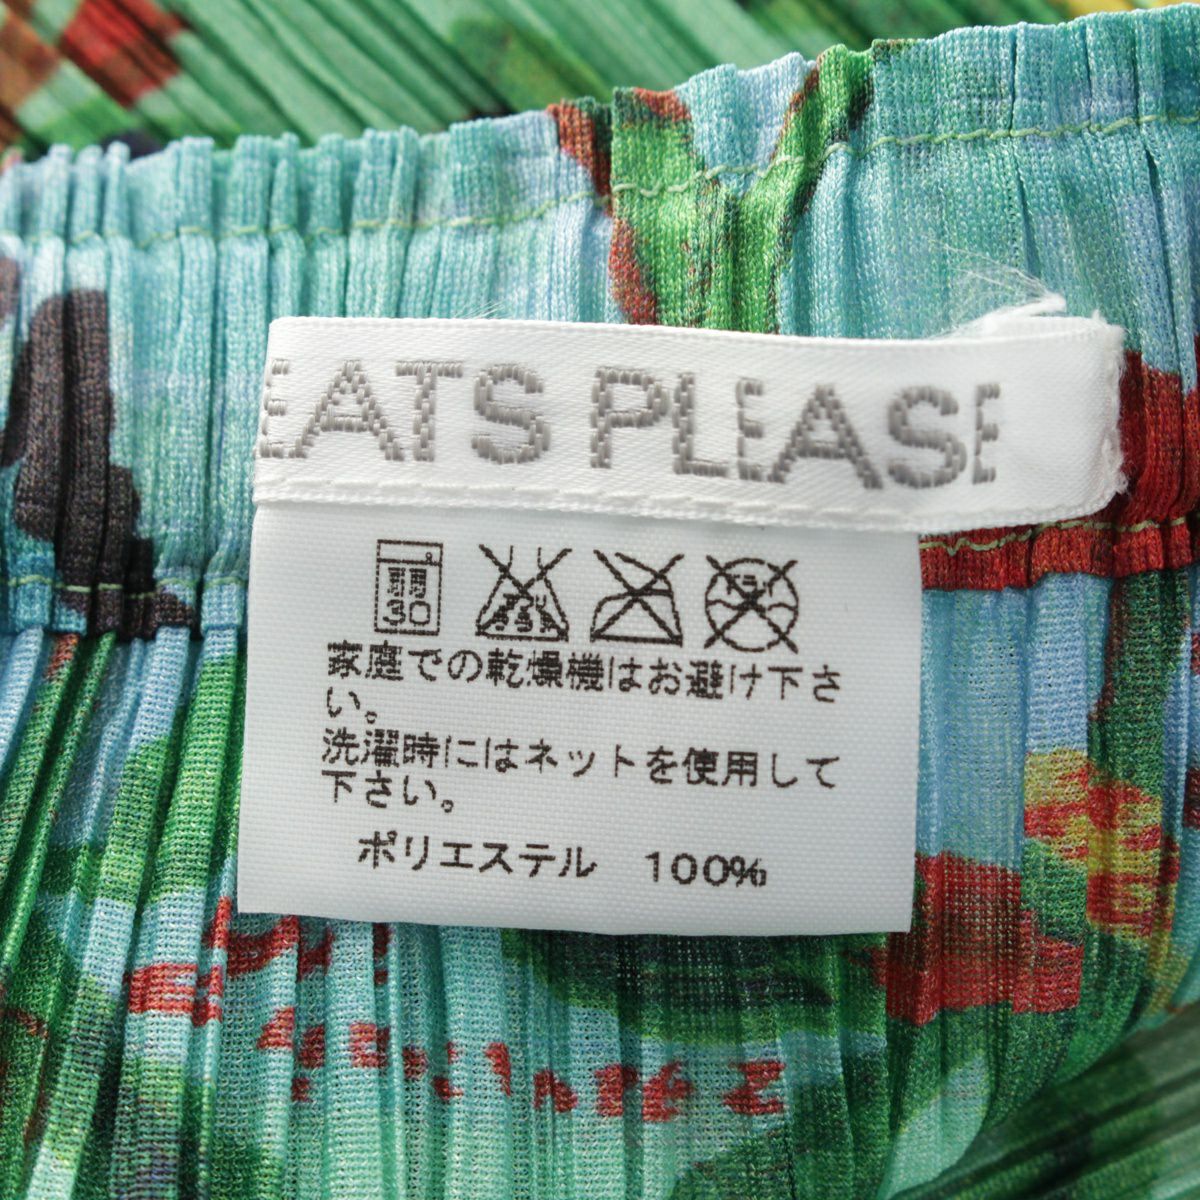 EATS PLEASE
30
家庭での乾燥機はお避け下さ
い。
洗濯時にはネットを使用して
下さい。
ポリエステル 100%